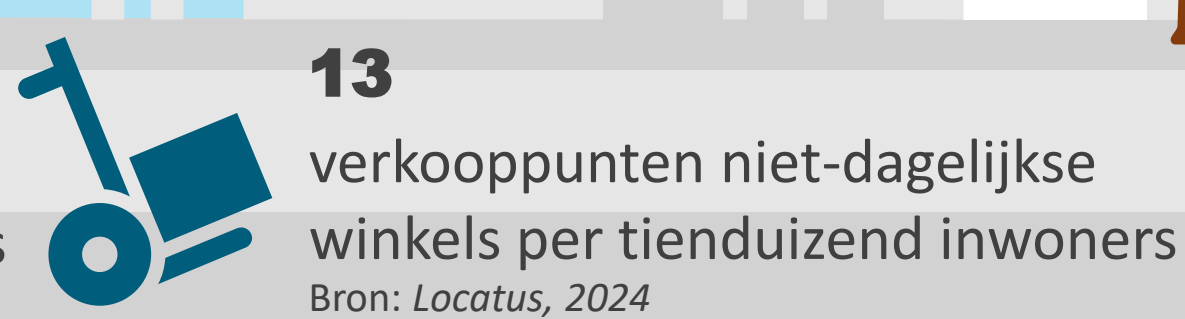 13
verkooppunten niet-dagelijkse
winkels per tienduizend inwoners
Bron: Locatus, 2024